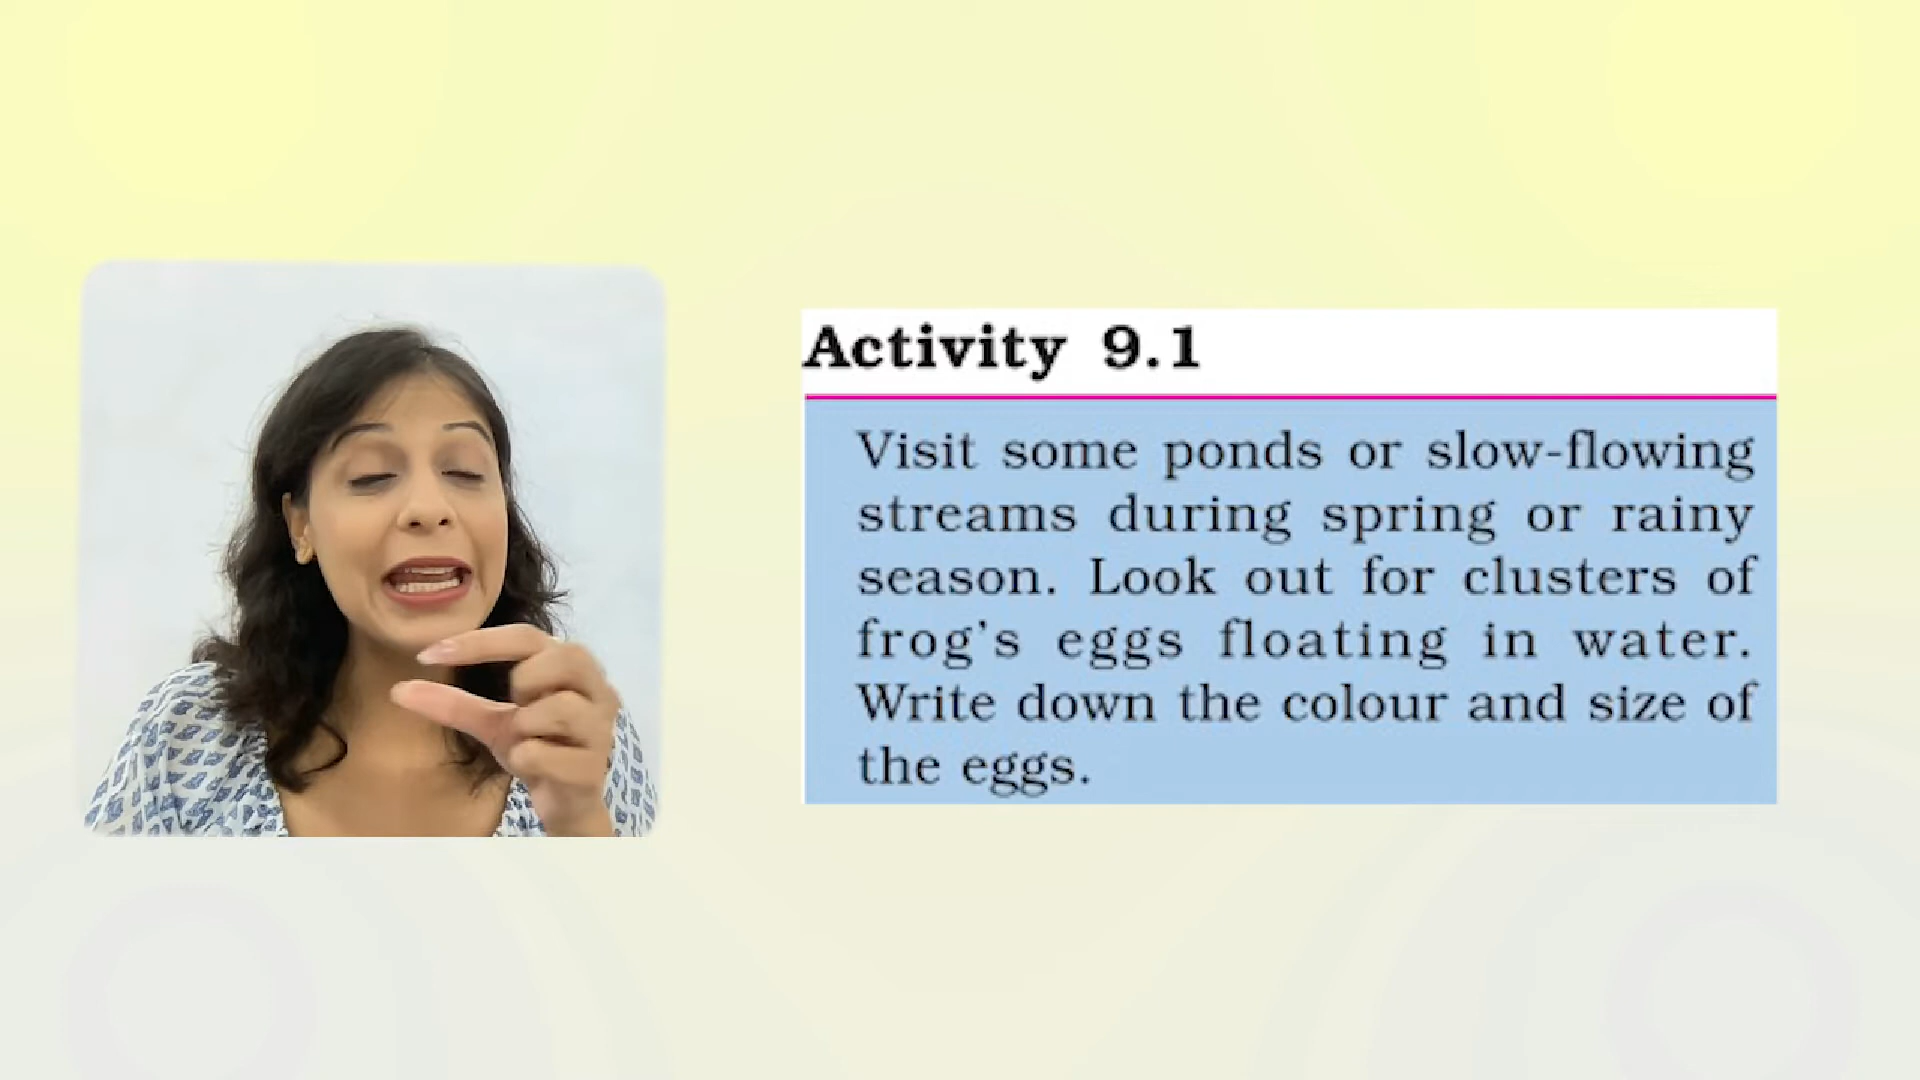 Activity 9.1
Visit some ponds or slow-flowing
streams during spring or rainy
season. Look out for clusters of
frog's eggs floating in water.
Write down the colour and size of
the eggs.